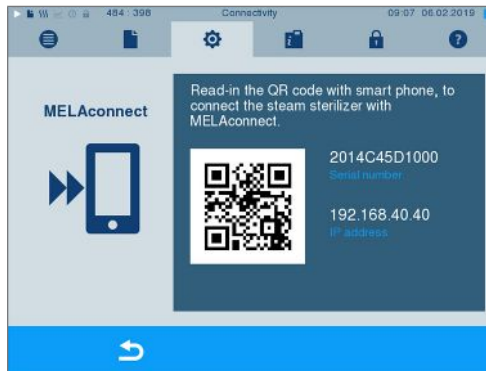 484 : 398 Connectivity 09:07 06.02.2019
MELAconnect
Read-in the QR code with smart phone, to
connect the steam sterilizer with
MELAconnect.
2014C45D1000
Serial number
192.168.40.40
IP address